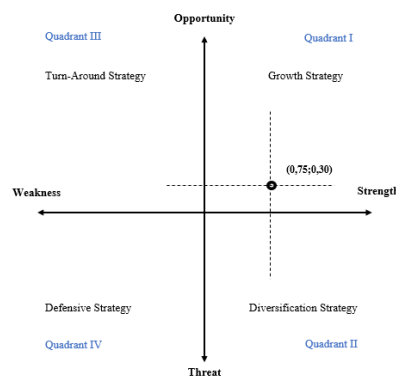 Opportunity
Quadrant III
Quadrant I
Turn-Around Strategy
Growth Strategy
(0,75;0,30)
Weakness
Strength
Defensive Strategy
Diversification Strategy
Quadrant IV
Quadrant II
Threat